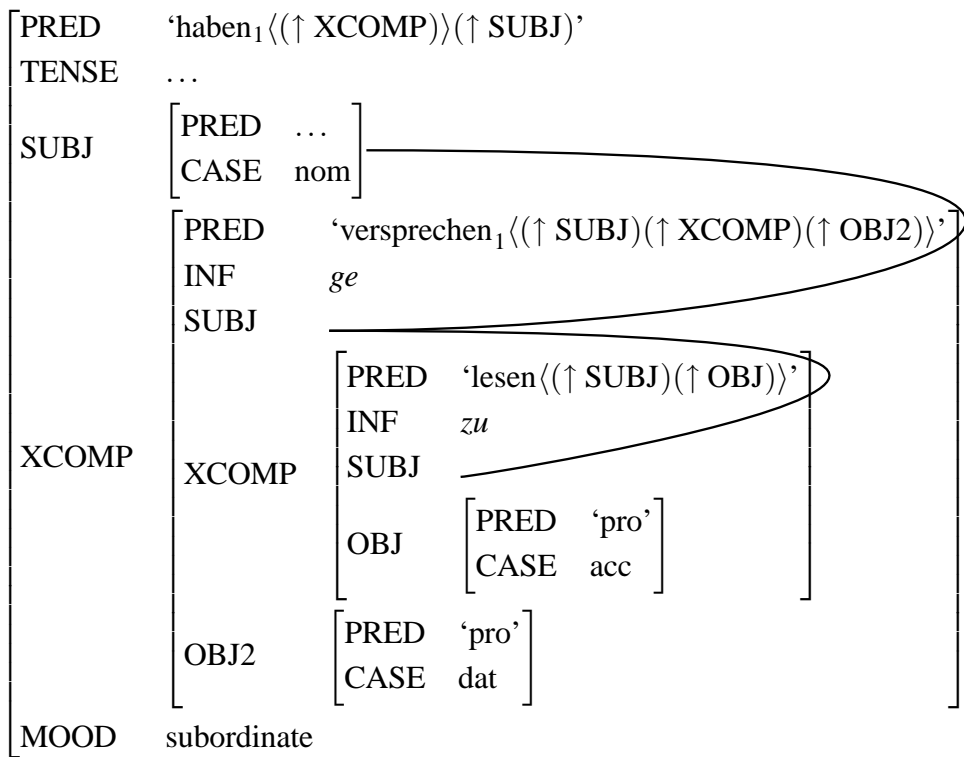 PRED ‘haben₁⟨(↑ XCOMP)⟩(↑ SUBJ)’
TENSE …
SUBJ PRED …
CASE nom
XCOMP PRED ‘versprechen₁⟨(↑ SUBJ)(↑ XCOMP)(↑ OBJ2)⟩’
INF ge
SUBJ
XCOMP PRED ‘lesen⟨(↑ SUBJ)(↑ OBJ)⟩’
INF zu
SUBJ
OBJ PRED ‘pro’
CASE acc
OBJ2 PRED ‘pro’
CASE dat
MOOD subordinate